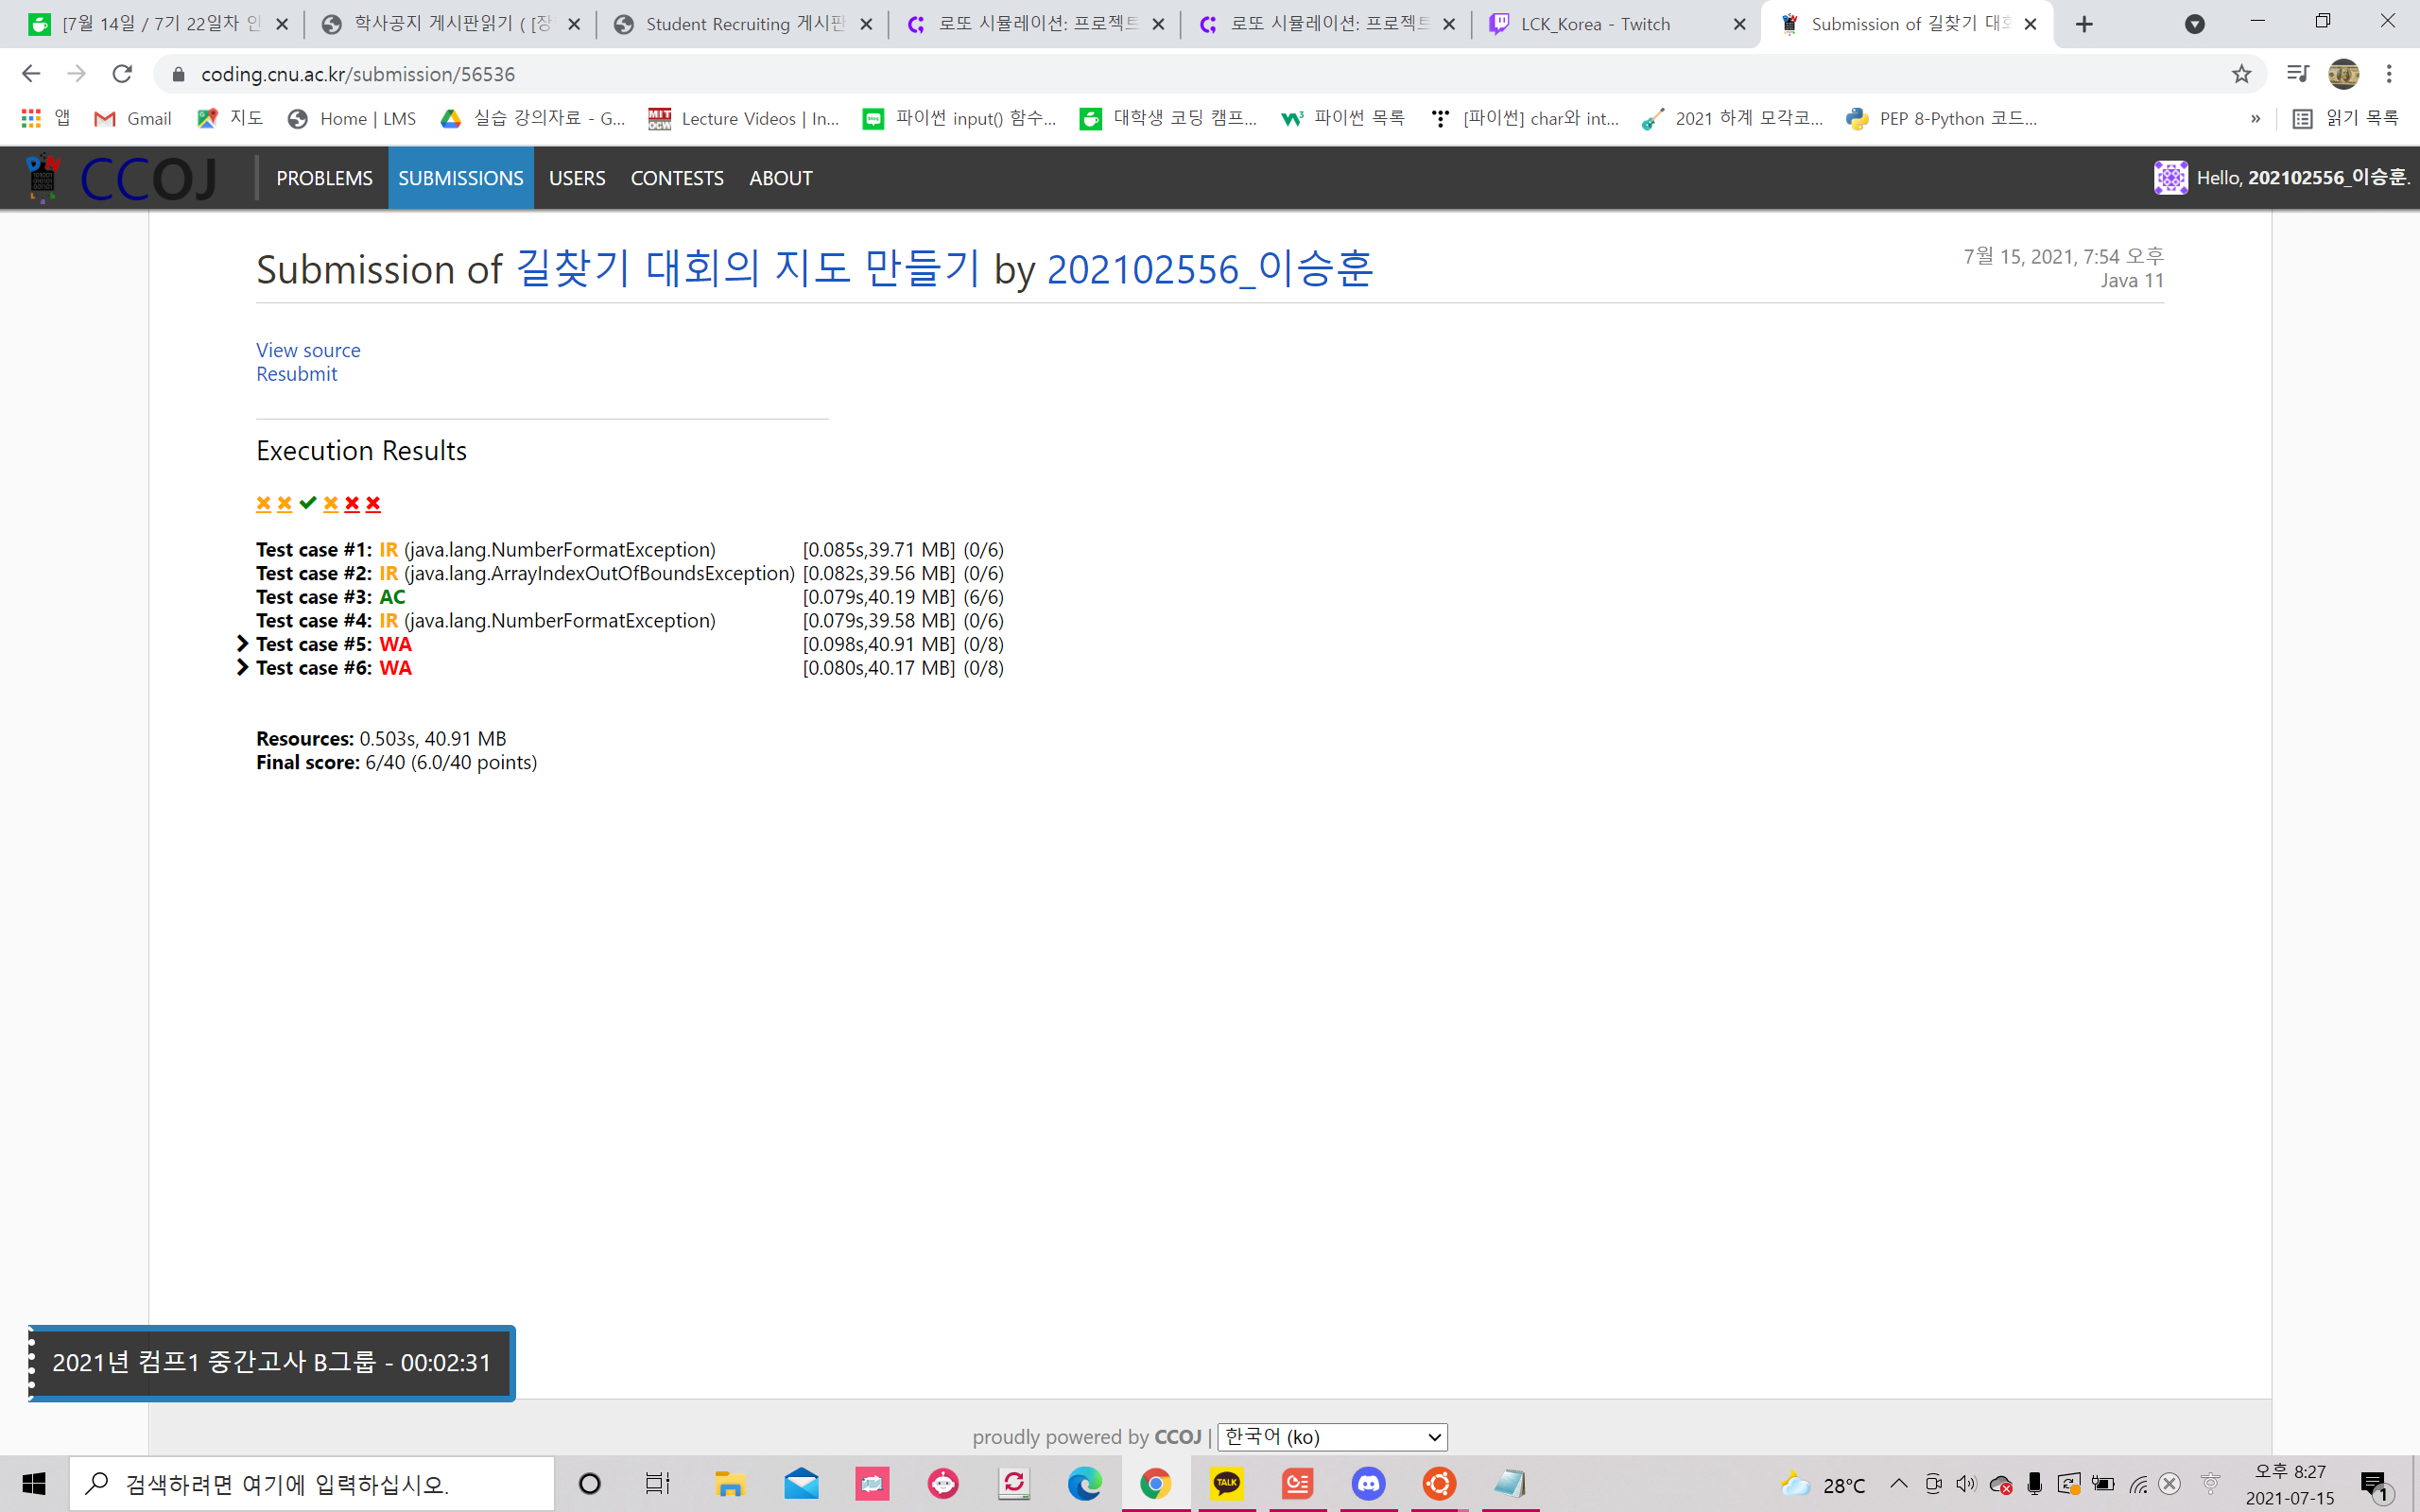 [7월 14일 / 7기 22일차 인
학사공지 게시판읽기 ( [장
Student Recruiting 게시판
로또 시뮬레이션: 프로젝트
로또 시뮬레이션: 프로젝트
LCK_Korea - Twitch
Submission of 길찾기 대회
coding.cnu.ac.kr/submission/56536
앱
Gmail
지도
Home | LMS
실습 강의자료 - G...
MIT OCW
Lecture Videos | In...
파이썬 input() 함수...
대학생 코딩 캠프...
파이썬 목록
[파이썬] char와 int...
2021 하계 모각코...
PEP 8-Python 코드...
»
읽기 목록
CCOJ
PROBLEMS
SUBMISSIONS
USERS
CONTESTS
ABOUT
Hello, 202102556_이승훈.
Submission of 길찾기 대회의 지도 만들기 by 202102556_이승훈
7월 15, 2021, 7:54 오후
Java 11
View source
Resubmit
Execution Results
Test case #1: IR (java.lang.NumberFormatException) [0.085s,39.71 MB] (0/6)
Test case #2: IR (java.lang.ArrayIndexOutOfBoundsException) [0.082s,39.56 MB] (0/6)
Test case #3: AC [0.079s,40.19 MB] (6/6)
Test case #4: IR (java.lang.NumberFormatException) [0.079s,39.58 MB] (0/6)
Test case #5: WA [0.098s,40.91 MB] (0/8)
Test case #6: WA [0.080s,40.17 MB] (0/8)
Resources: 0.503s, 40.91 MB
Final score: 6/40 (6.0/40 points)
2021년 컴프1 중간고사 B그룹 - 00:02:31
proudly powered by CCOJ | 한국어 (ko)
검색하려면 여기에 입력하십시오.
TALK
28°C
오후 8:27
2021-07-15
1